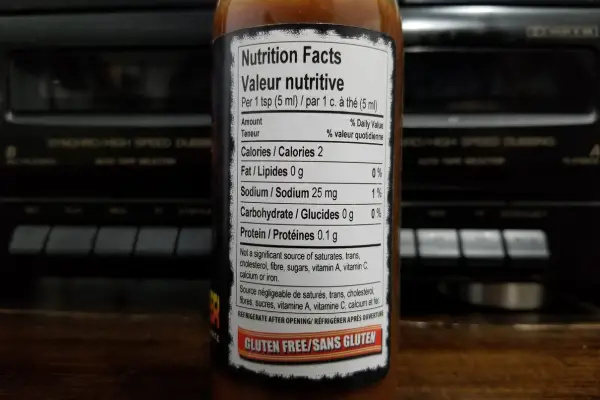 Nutrition Facts
Valeur nutritive
Per 1 tsp (5 ml) / par 1 c. à thé (5 ml)
Amount % Daily Value
Teneur % valeur quotidienne
Calories / Calories 2
Fat / Lipides 0 g 0 %
Sodium / Sodium 25 mg 1 %
Carbohydrate / Glucides 0 g 0 %
Protein / Protéines 0.1 g
Not a significant source of saturates, trans,
cholesterol, fibre, sugars, vitamin A, vitamin C,
calcium or iron.
Source négligeable de saturés, trans, cholestérol,
fibres, sucres, vitamine A, vitamine C, calcium et fer.
REFRIGERATE AFTER OPENING/ RÉFRIGÉRER APRÈS OUVERTURE
GLUTEN FREE/SANS GLUTEN